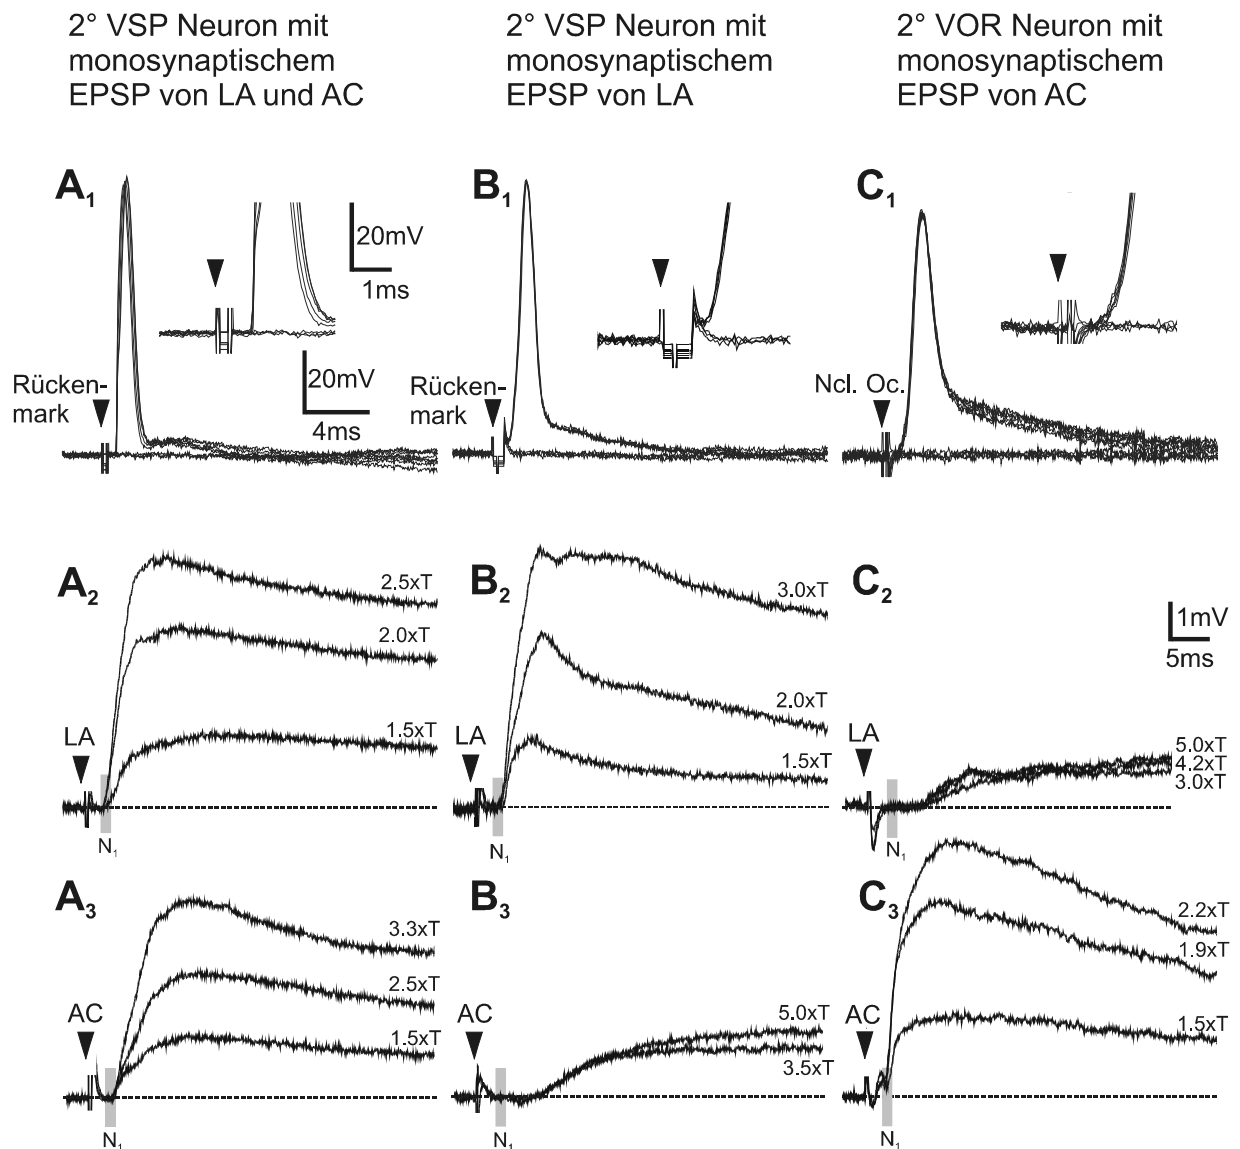 2° VSP Neuron mit
monosynaptischem
EPSP von LA und AC
2° VSP Neuron mit
monosynaptischem
EPSP von LA
2° VOR Neuron mit
monosynaptischem
EPSP von AC
A1
20mV
1ms
20mV
4ms
Rücken-
mark
B1
Rücken-
mark
C1
Ncl. Oc.
A2
2.5xT
2.0xT
1.5xT
LA
N1
B2
3.0xT
2.0xT
1.5xT
LA
N1
C2
1mV
5ms
LA
5.0xT
4.2xT
3.0xT
N1
A3
3.3xT
2.5xT
1.5xT
AC
N1
B3
AC
5.0xT
3.5xT
N1
C3
2.2xT
1.9xT
1.5xT
AC
N1